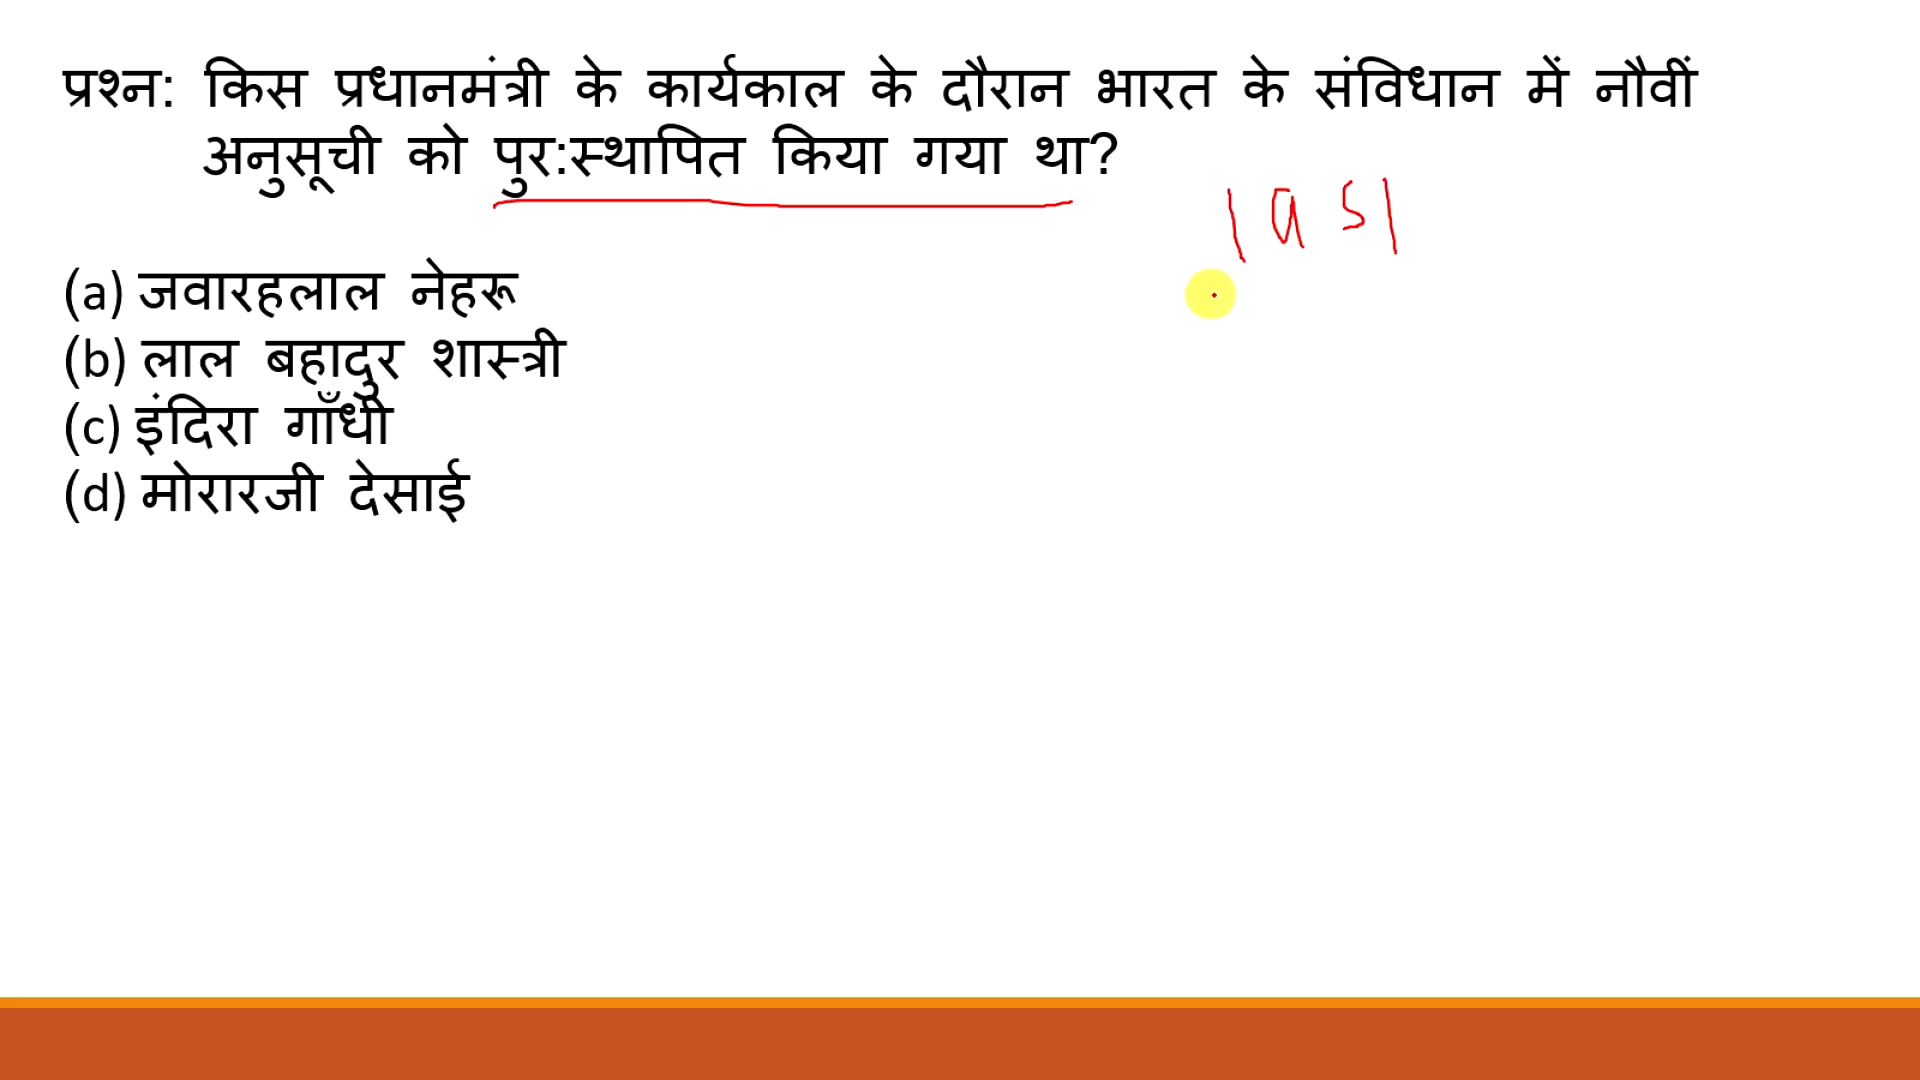 प्रश्न: किस प्रधानमंत्री के कार्यकाल के दौरान भारत के संविधान में नौवीं
अनुसूची को पुर:स्थापित किया गया था?
1951
(a) जवारहलाल नेहरू
(b) लाल बहादुर शास्त्री
(c) इंदिरा गाँधी
(d) मोरारजी देसाई